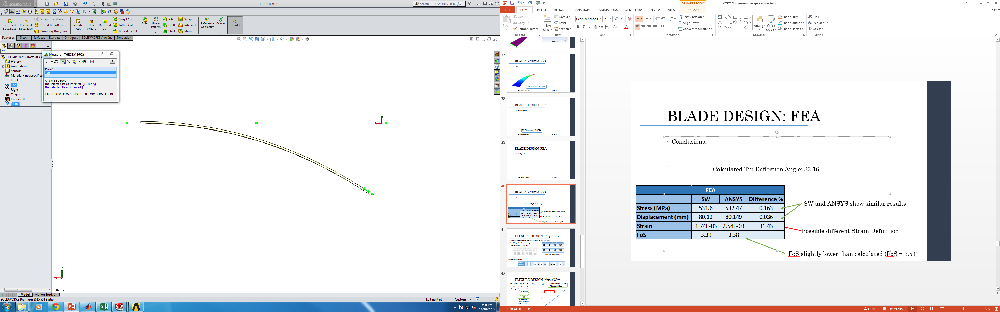 SOLIDWORKS
THEORY 36KG *
Search SOLIDWORKS Help
Extruded Boss/Base
Revolved Boss/Base
Swept Boss/Base
Lofted Boss/Base
Boundary Boss/Base
Extruded Cut
Hole Wizard
Revolved Cut
Swept Cut
Lofted Cut
Boundary Cut
Fillet
Linear Pattern
Rib
Draft
Shell
Wrap
Intersect
Mirror
Reference Geometry
Curves
Instant3D
Features
Sketch
Surfaces
Evaluate
DimXpert
SOLIDWORKS Add-Ins
Simulation
THEORY 36KG (Default<<
History
Annotations
Sensors
Material <not specified
Front
Top
Right
Origin
Imported1
Plane1
Measure - THEORY 36KG
Plane1
Top
Angle: 33.16deg
The selected items intersect. [33.16deg
The selected items intersect.]
File: THEORY 36KG.SLDPRT To: THEORY 36KG.SLDPRT
Y
X
Y
X
*Back
Model
Motion Study 1
SOLIDWORKS Premium 2015 x64 Edition
Editing Part
Custom
7:30 PM
10/10/2015
DRAWING TOOLS
VOPO Suspension Design - PowerPoint
Sign in
FILE
HOME
INSERT
DESIGN
TRANSITIONS
ANIMATIONS
SLIDE SHOW
REVIEW
VIEW
FORMAT
Paste
Cut
Copy
Format Painter
Clipboard
New Slide
Layout
Reset
Section
Slides
Century Schoolb
18
Font
Text Direction
Align Text
Convert to SmartArt
Paragraph
Arrange
Quick Styles
Shape Fill
Shape Outline
Shape Effects
Drawing
Find
Replace
Select
Editing
37
BLADE DESIGN: FEA
Difference= 0.95%
38
BLADE DESIGN: FEA
Difference= 0.36%
39
BLADE DESIGN: FEA
40
BLADE DESIGN: FEA
41
FLEXURE DESIGN: Properties
42
FLEXURE DESIGN: Music Wire
BLADE DESIGN: FEA
Conclusions:
Calculated Tip Deflection Angle: 33.16°
FEA
SW ANSYS Difference %
Stress (MPa) 531.6 532.47 0.163
Displacement (mm) 80.12 80.149 0.036
Strain 1.74E-03 2.54E-03 31.43
FoS 3.39 3.38
SW and ANSYS show similar results
Possible different Strain Definition
FoS slightly lower than calculated (FoS = 3.54)
SLIDE 40 OF 48
NOTES
COMMENTS
96%